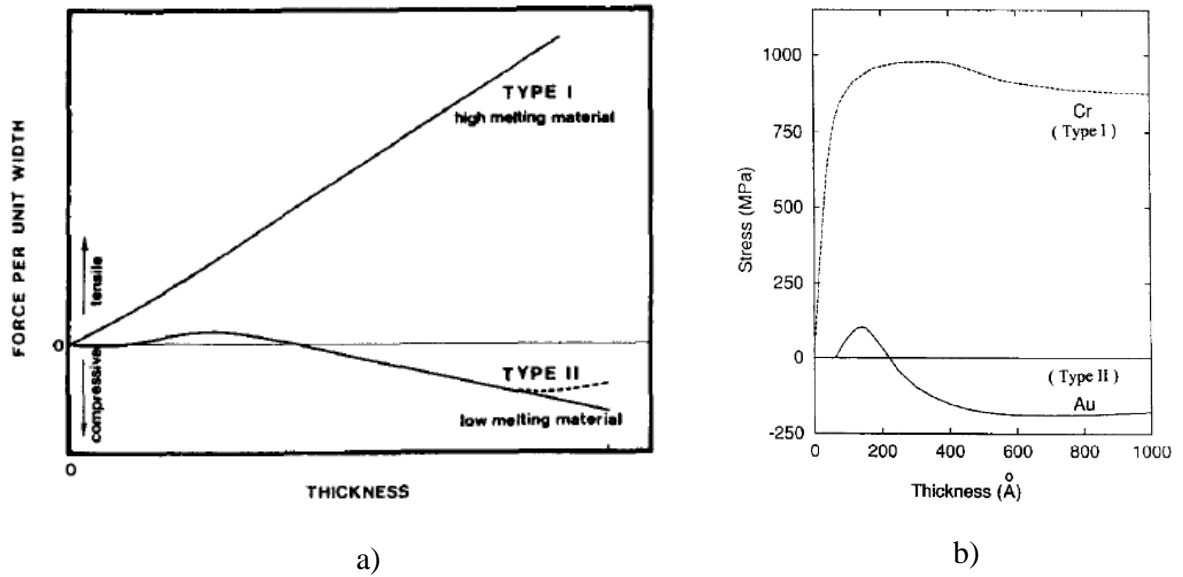 FORCE PER UNIT WIDTH
tensile
0
compressive
TYPE I
high melting material
TYPE II
low melting material
0
THICKNESS
a)
Stress (MPa)
1000
750
500
250
0
-250
Cr
( Type I )
( Type II )
Au
0 200 400 600 800 1000
Thickness (Å)
b)